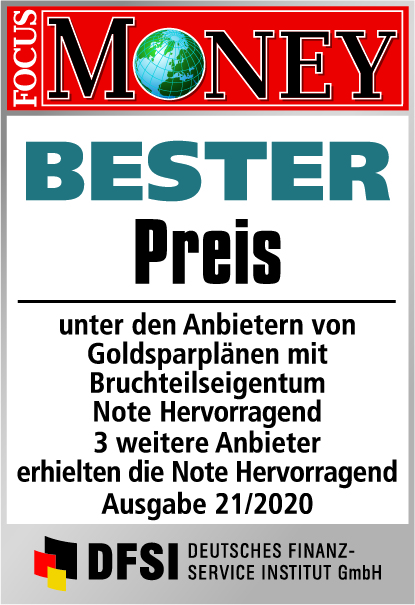 FOCUS
MONEY
BESTER
Preis
unter den Anbietern von
Goldsparplänen mit
Bruchteilseigentum
Note Hervorragend
3 weitere Anbieter
erhielten die Note Hervorragend
Ausgabe 21/2020
DFSI DEUTSCHES FINANZ-
SERVICE INSTITUT GmbH